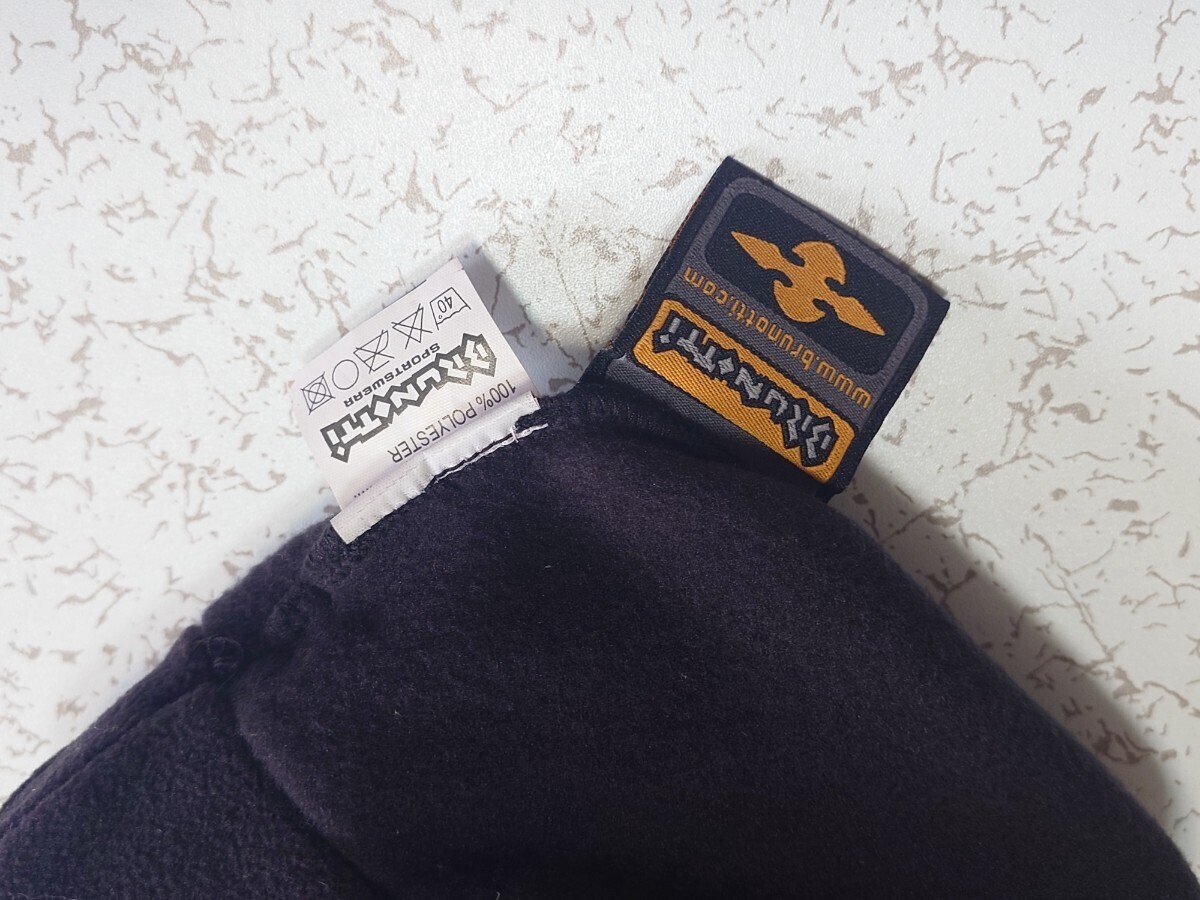 BRUNOTTI
www.brunotti.com
100% POLYESTER
BRUNOTTI
SPORTSWEAR
40°